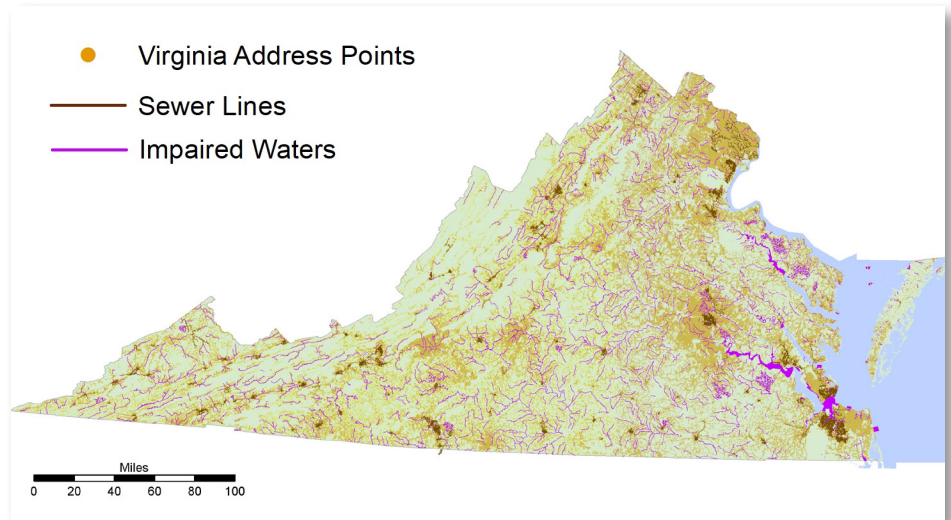 Virginia Address Points
Sewer Lines
Impaired Waters
Miles
0 20 40 60 80 100